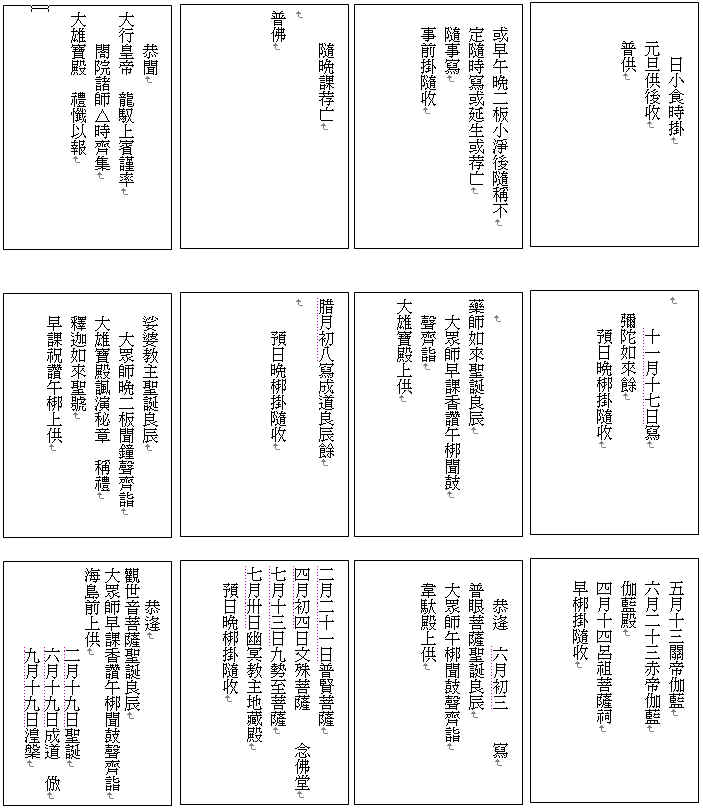 日小食時掛
元旦供後收
普供
或早午晚二板小淨後隨稱不
定隨時寫或延生或荐亡
隨事寫
事前掛隨收
隨晚課荐亡
普佛
恭聞
大行皇帝 龍馭上賓謹率
闍院諸師△時齊集
大雄寶殿 禮懺以報
十一月十七日寫
彌陀如來餘
預日晚梆掛隨收
藥師如來聖誕良辰
大眾師早課香讚午梆聞鼓
聲齊詣
大雄寶殿上供
腊月初八寫成道良辰餘
預日晚梆掛隨收
娑婆教主聖誕良辰
大眾師晚二板聞鐘聲齊詣
大雄寶殿諷演秘章 稱禮
釋迦如來聖號
早課祝讚午梆上供
五月十三關帝伽藍
六月二十三赤帝伽藍
伽藍殿
四月十四呂祖菩薩祠
早梆掛隨收
恭逢 六月初三 寫
普眼菩薩聖誕良辰
大眾師午梆聞鼓聲齊詣
韋馱殿上供
二月二十一日普賢菩薩
四月初四日文殊菩薩 念佛堂
七月十三日九勢至菩薩
七月卅日幽冥教主地藏殿
預日晚梆掛隨收
恭逢
觀世音菩薩聖誕良辰
大眾師早課香讚午梆聞鼓聲齊詣
海島前上供
二月十九日聖誕
六月十九日成道 倣
九月十九日湼槃